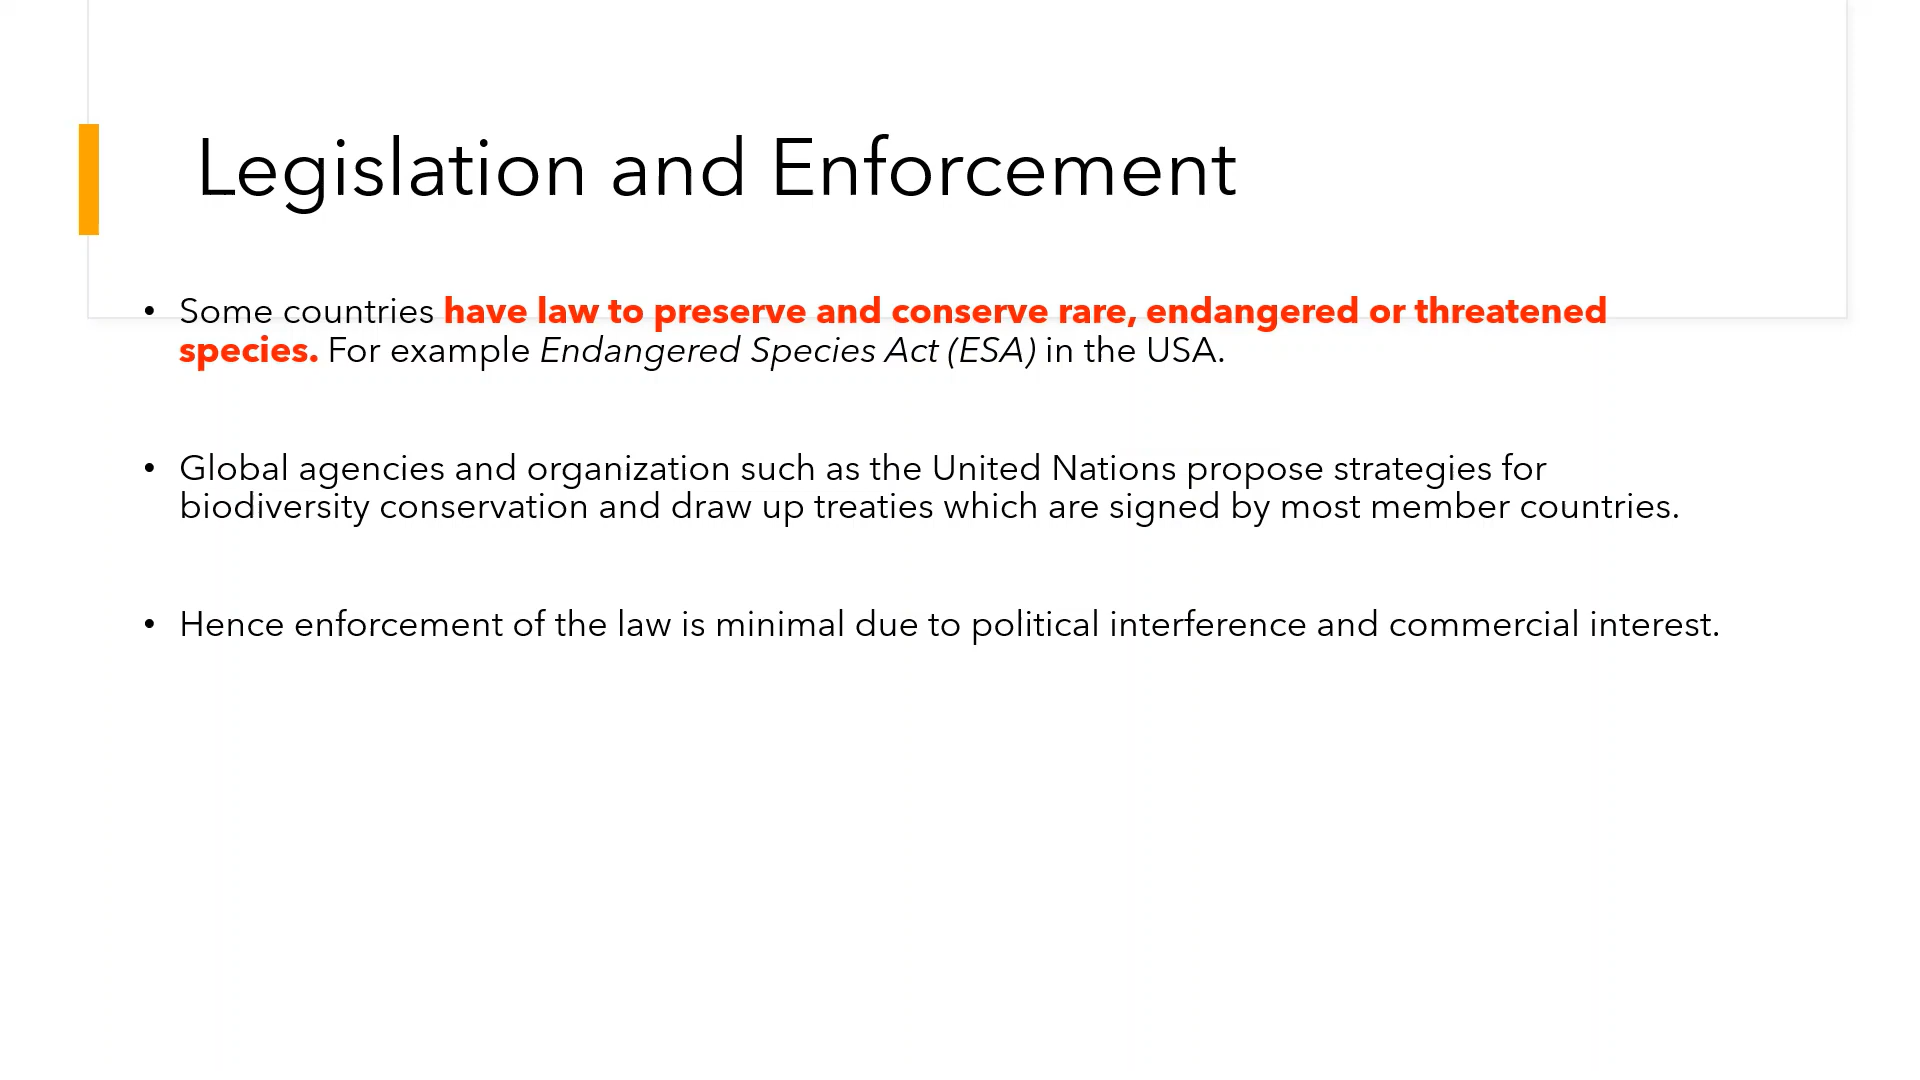 Legislation and Enforcement
• Some countries have law to preserve and conserve rare, endangered or threatened
species. For example Endangered Species Act (ESA) in the USA.
• Global agencies and organization such as the United Nations propose strategies for
biodiversity conservation and draw up treaties which are signed by most member countries.
• Hence enforcement of the law is minimal due to political interference and commercial interest.